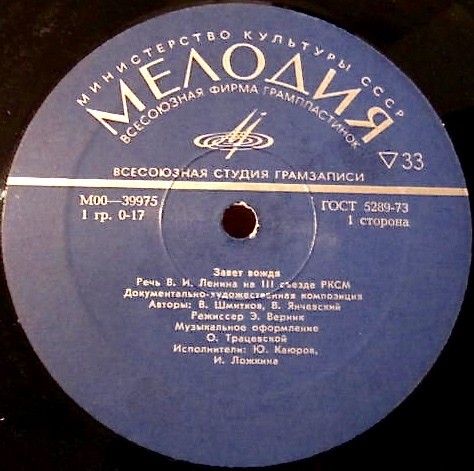 МИНИСТЕРСТВО КУЛЬТУРЫ СССР
МЕЛОДИЯ
ВСЕСОЮЗНАЯ ФИРМА ГРАМПЛАСТИНОК
▽33
ВСЕСОЮЗНАЯ СТУДИЯ ГРАМЗАПИСИ
М00—39975
1 гр. 0-17
ГОСТ 5289-73
1 сторона
Завет вождя
Речь В. И. Ленина на III съезде РКСМ
Документально-художественная композиция
Авторы: В. Шмитков, В. Янчевский
Режиссер Э. Верник
Музыкальное оформление
О. Трацевской
Исполнители: Ю. Каюров,
И. Ложкина